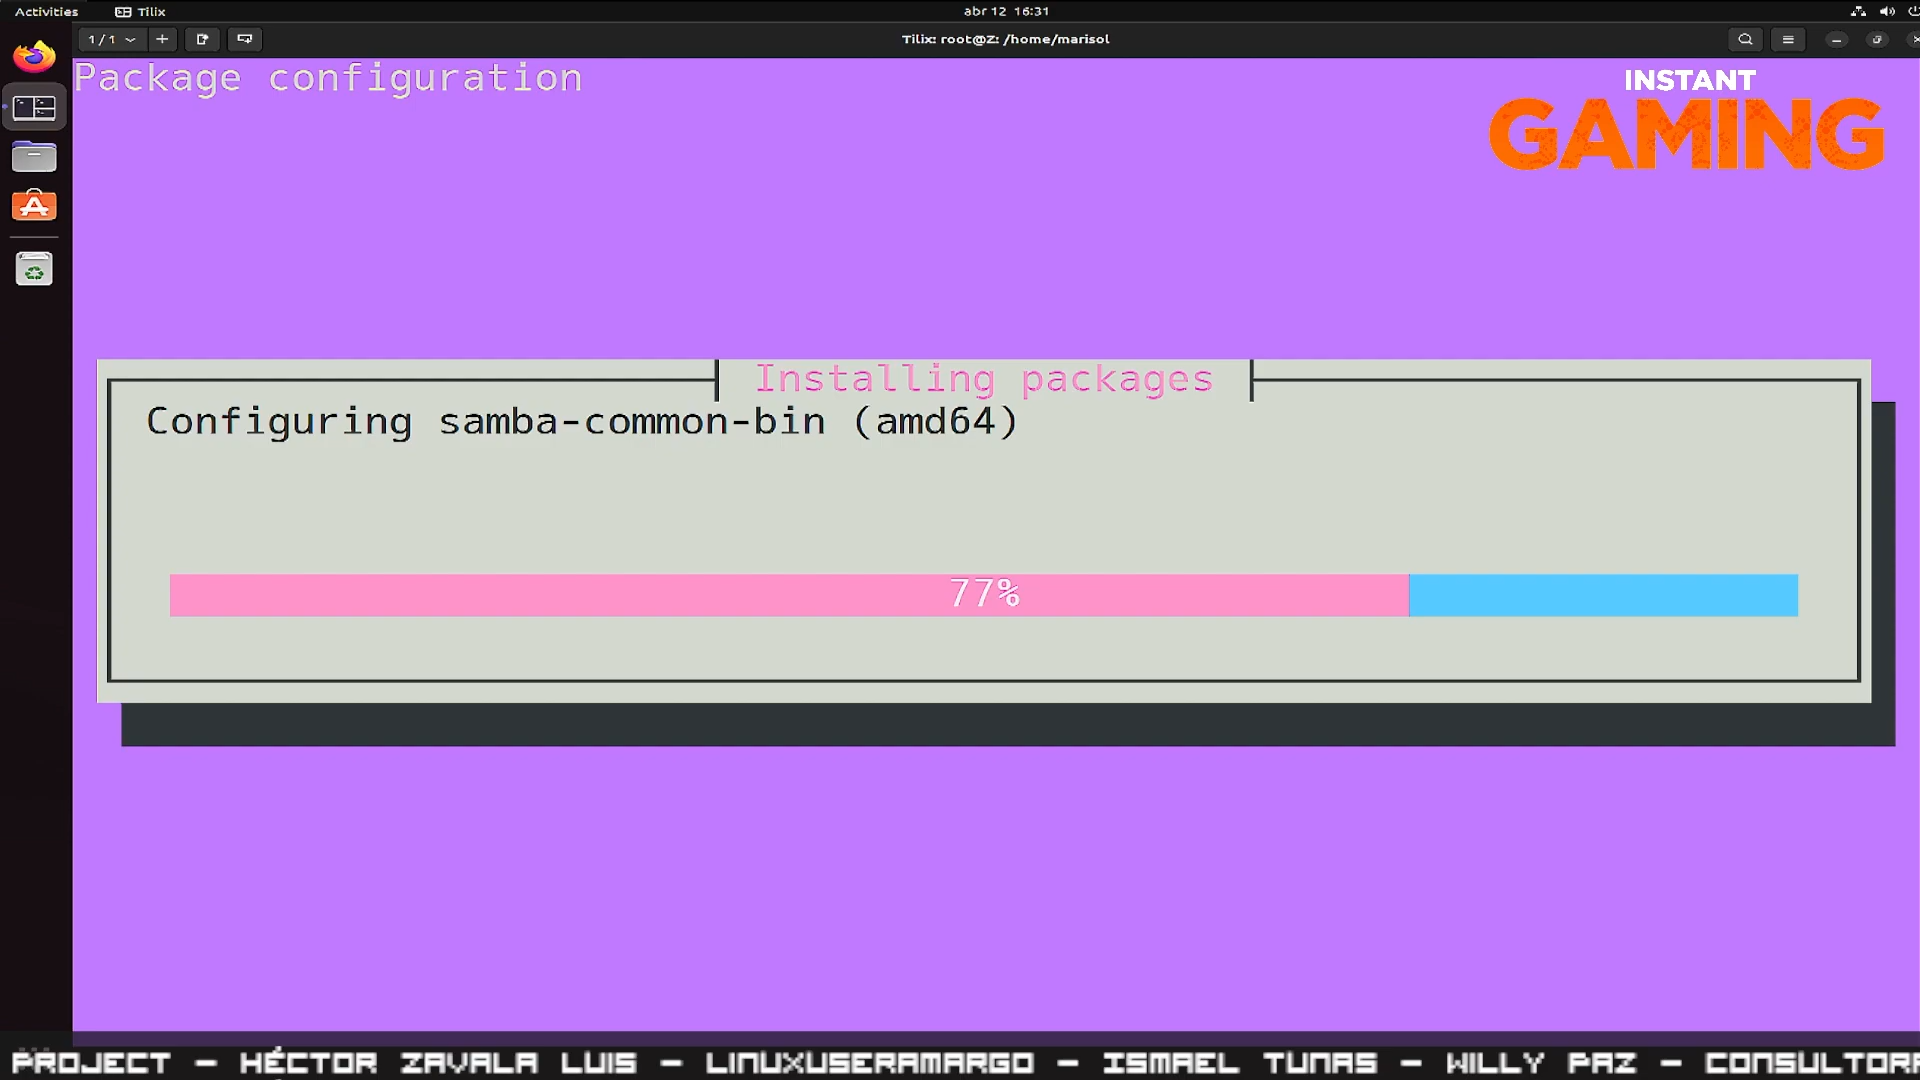 Activities Tilix abr 12 16:31
1 / 1 Tilix: root@Z: /home/marisol
Package configuration
INSTANT
GAMING
Installing packages
Configuring samba-common-bin (amd64)
77%
PROJECT - HÉCTOR ZAVALA LUIS - LINUXUSERAMARGO - ISMAEL TUNAS - WILLY PAZ -